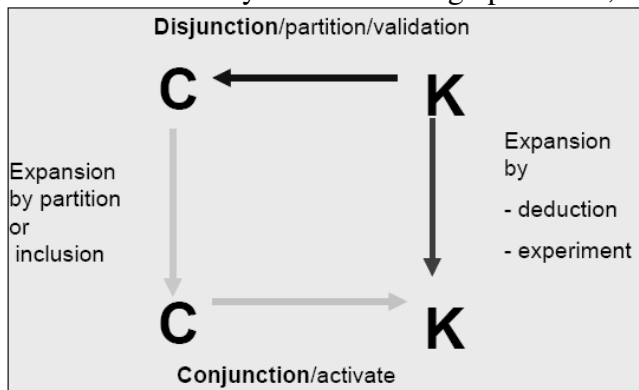 Disjunction/partition/validation
C K
Expansion
by partition
or
inclusion
Expansion
by
- deduction
- experiment
C K
Conjunction/activate